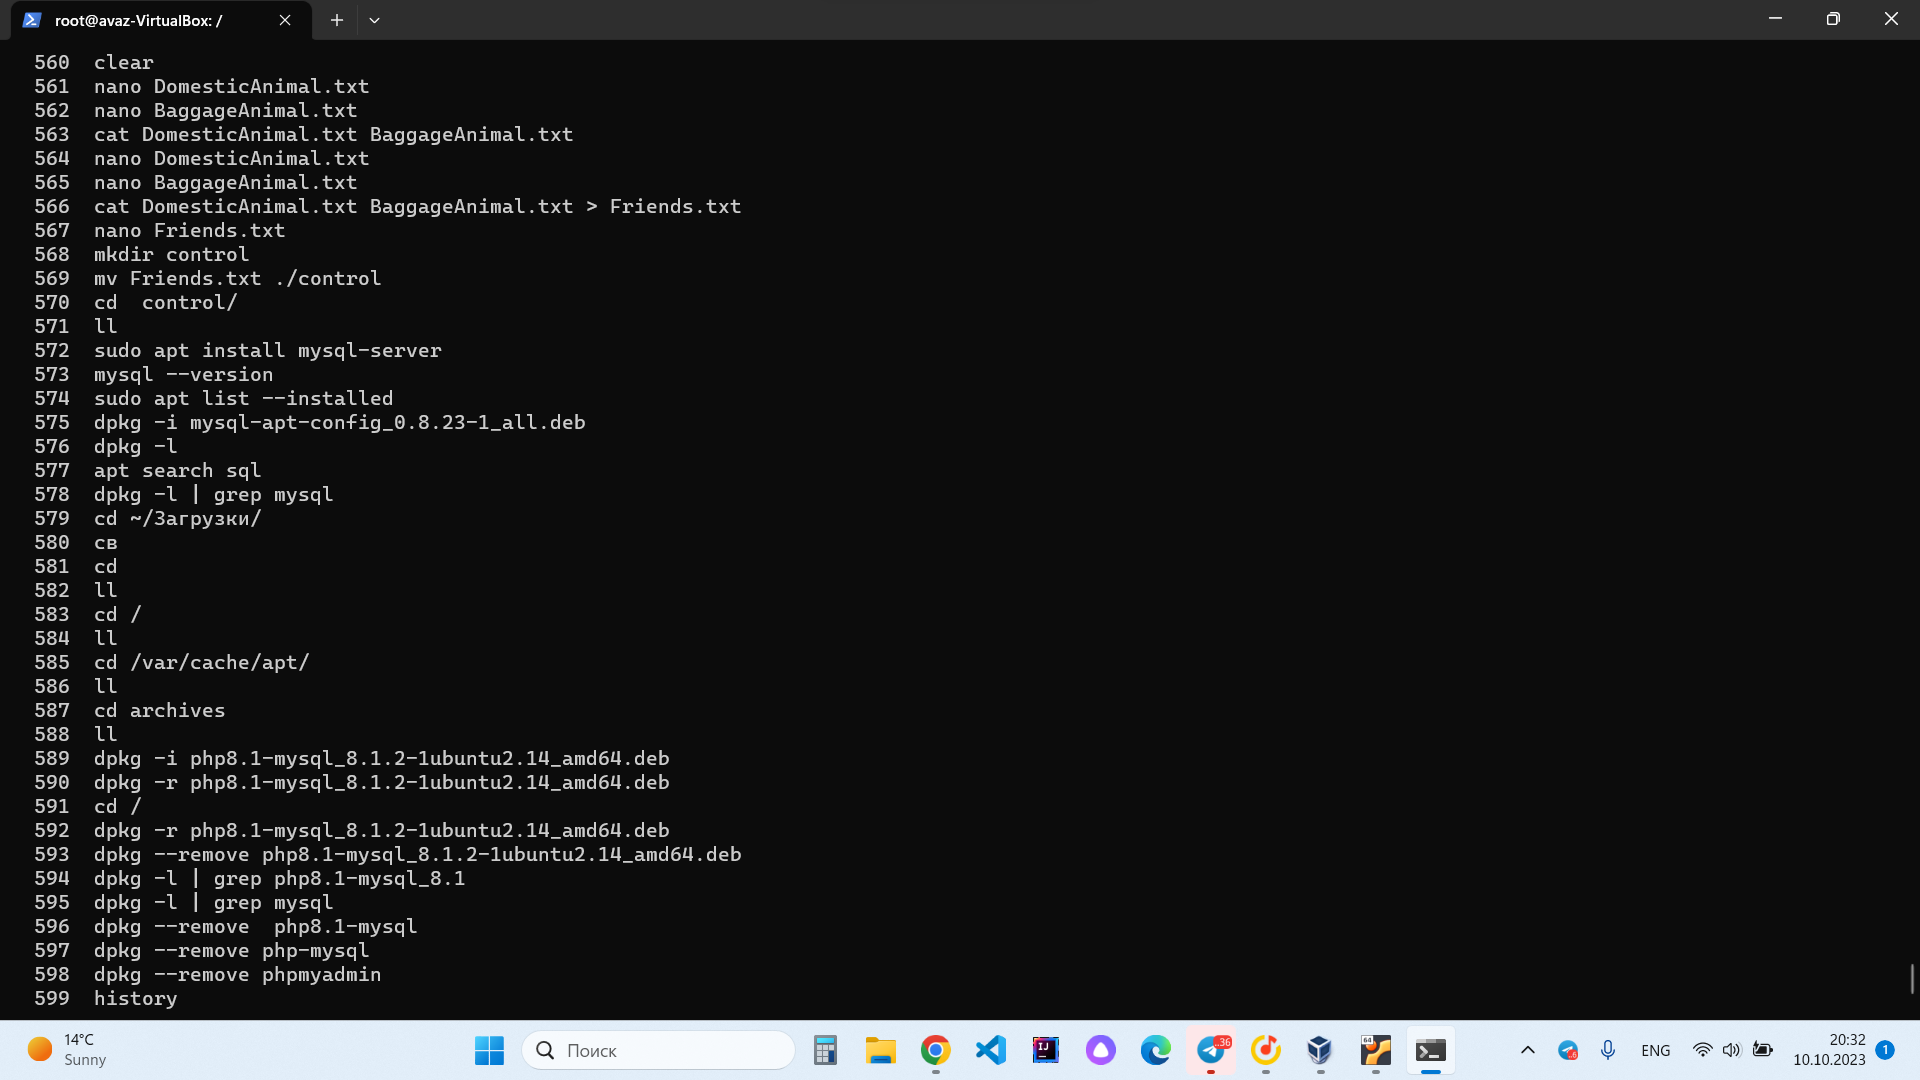 root@avaz-VirtualBox: /
560 clear
561 nano DomesticAnimal.txt
562 nano BaggageAnimal.txt
563 cat DomesticAnimal.txt BaggageAnimal.txt
564 nano DomesticAnimal.txt
565 nano BaggageAnimal.txt
566 cat DomesticAnimal.txt BaggageAnimal.txt > Friends.txt
567 nano Friends.txt
568 mkdir control
569 mv Friends.txt ./control
570 cd  control/
571 ll
572 sudo apt install mysql-server
573 mysql --version
574 sudo apt list --installed
575 dpkg -i mysql-apt-config_0.8.23-1_all.deb
576 dpkg -l
577 apt search sql
578 dpkg -l | grep mysql
579 cd ~/Загрузки/
580 св
581 cd
582 ll
583 cd /
584 ll
585 cd /var/cache/apt/
586 ll
587 cd archives
588 ll
589 dpkg -i php8.1-mysql_8.1.2-1ubuntu2.14_amd64.deb
590 dpkg -r php8.1-mysql_8.1.2-1ubuntu2.14_amd64.deb
591 cd /
592 dpkg -r php8.1-mysql_8.1.2-1ubuntu2.14_amd64.deb
593 dpkg --remove php8.1-mysql_8.1.2-1ubuntu2.14_amd64.deb
594 dpkg -l | grep php8.1-mysql_8.1
595 dpkg -l | grep mysql
596 dpkg --remove  php8.1-mysql
597 dpkg --remove php-mysql
598 dpkg --remove phpmyadmin
599 history
14°C
Sunny
Поиск
IJ
36
64
6
ENG
20:32
10.10.2023
1